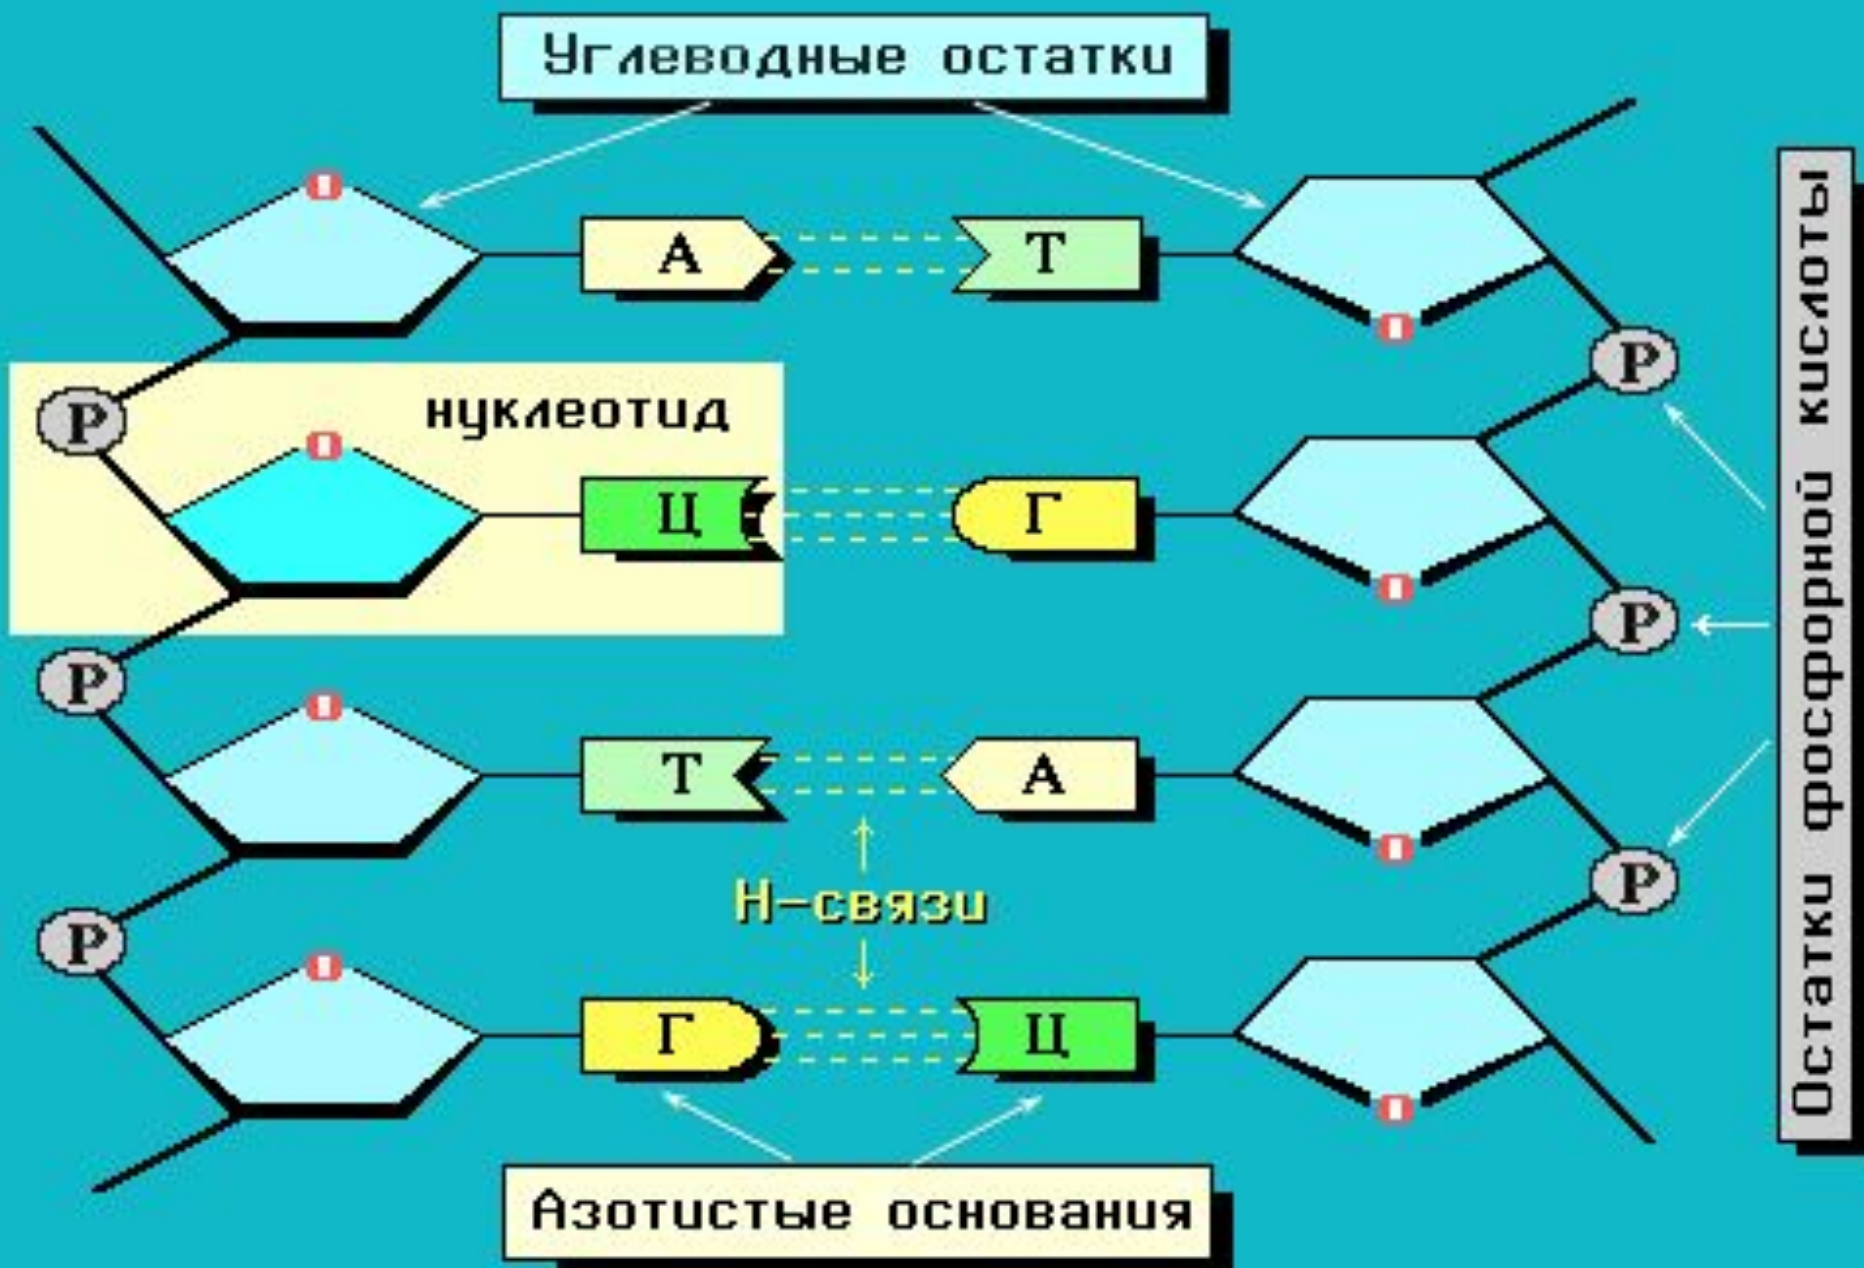 Углеводные остатки
А
Т
Р
нуклеотид
Р
Ц
Г
Р
Р
Т
А
Н-связи
Р
Р
Г
Ц
Азотистые основания
Остатки фосфорной кислоты